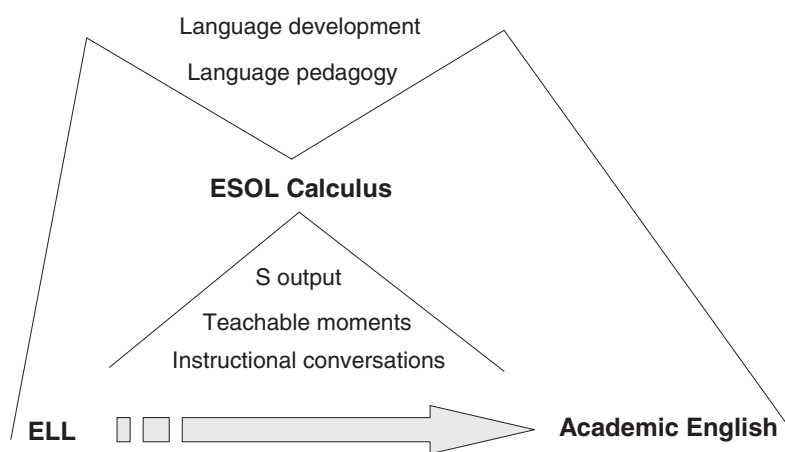 Language development
Language pedagogy
ESOL Calculus
S output
Teachable moments
Instructional conversations
ELL
Academic English